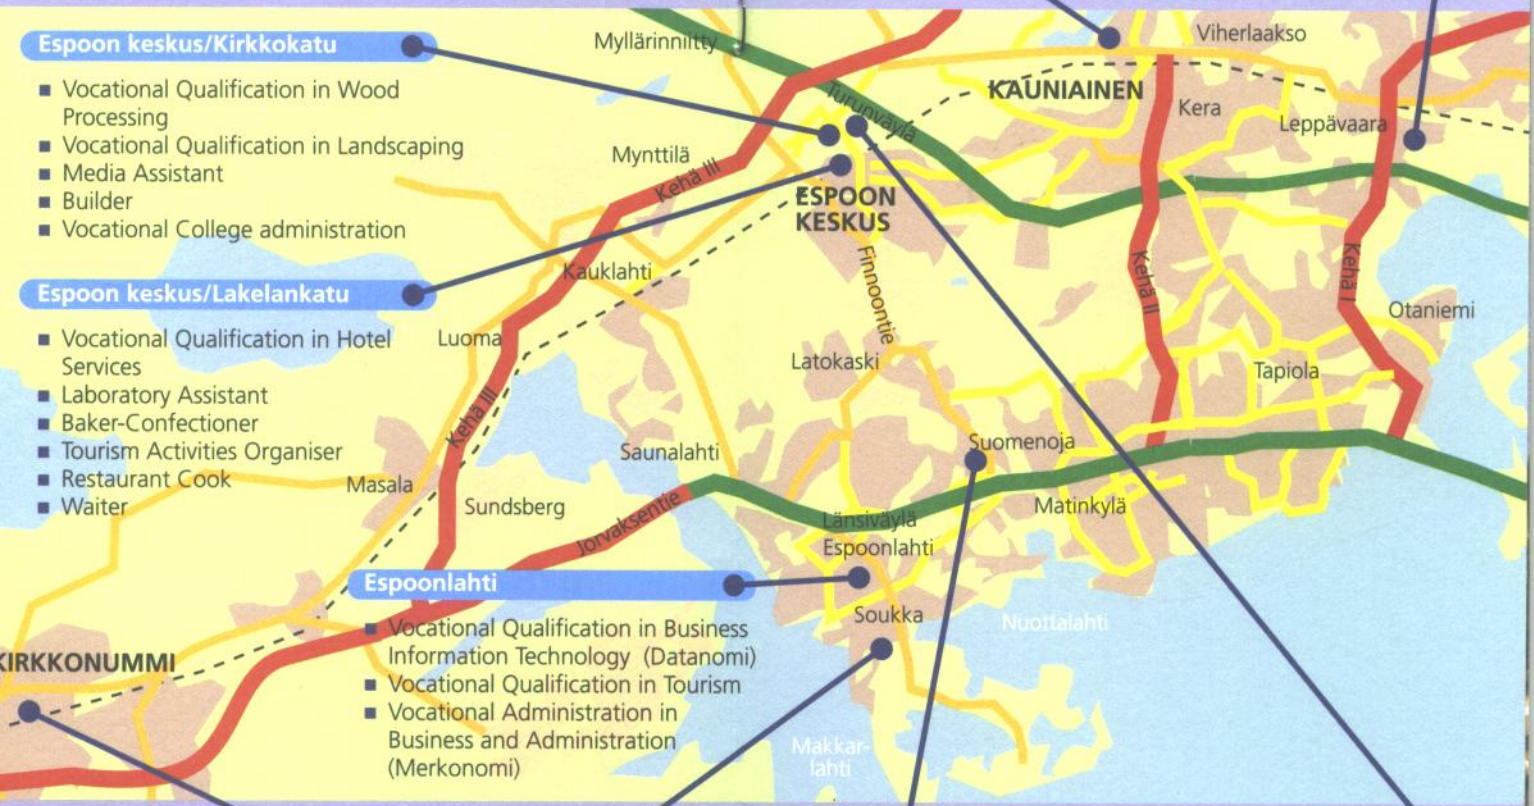 Espoon keskus/Kirkkokatu
Vocational Qualification in Wood
Processing
Vocational Qualification in Landscaping
Media Assistant
Builder
Vocational College administration
Espoon keskus/Lakelankatu
Vocational Qualification in Hotel
Services
Laboratory Assistant
Baker-Confectioner
Tourism Activities Organiser
Restaurant Cook
Waiter
Espoonlahti
Vocational Qualification in Business
Information Technology (Datanomi)
Vocational Qualification in Tourism
Vocational Administration in
Business and Administration
(Merkonomi)
Myllärinniitty
Viherlaakso
KAUNIAINEN
Turunväylä
Kera
Leppävaara
Mynttilä
Kehä III
ESPOON
KESKUS
Kauklahti
Finnoontie
Kehä II
Kehä I
Otaniemi
Luoma
Latokaski
Tapiola
Kehä III
Saunalahti
Suomenoja
Masala
Sundsberg
Jorvaksentie
Matinkylä
Länsiväylä
Espoonlahti
Soukka
Nuottalahti
KIRKKONUMMI
Makkar-
lahti